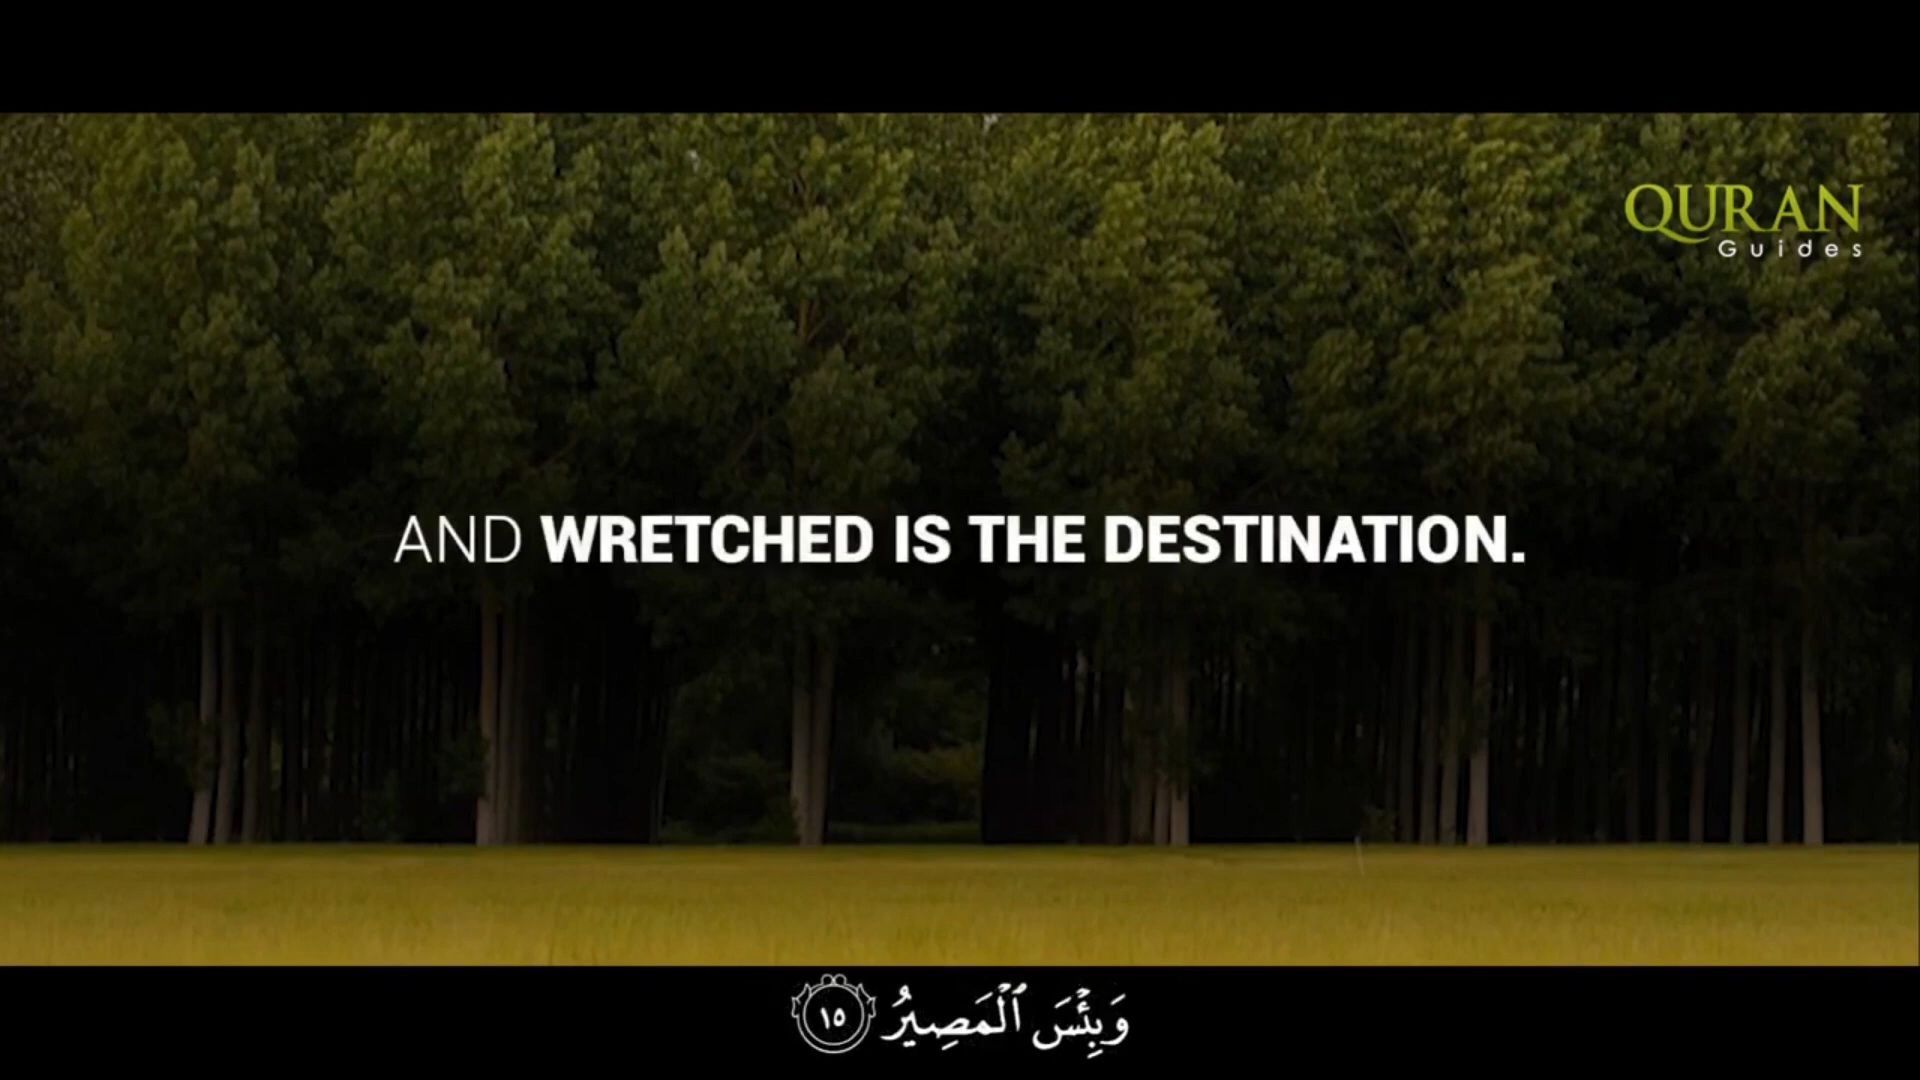 QURAN
Guides
AND WRETCHED IS THE DESTINATION.
وَبِئْسَ ٱلْمَصِيرُ ١٥